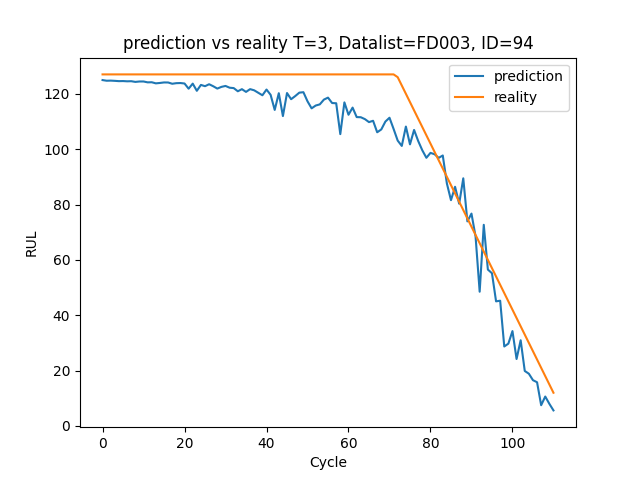 prediction vs reality T=3, Datalist=FD003, ID=94
prediction
reality
RUL
120
100
80
60
40
20
0
0 20 40 60 80 100
Cycle